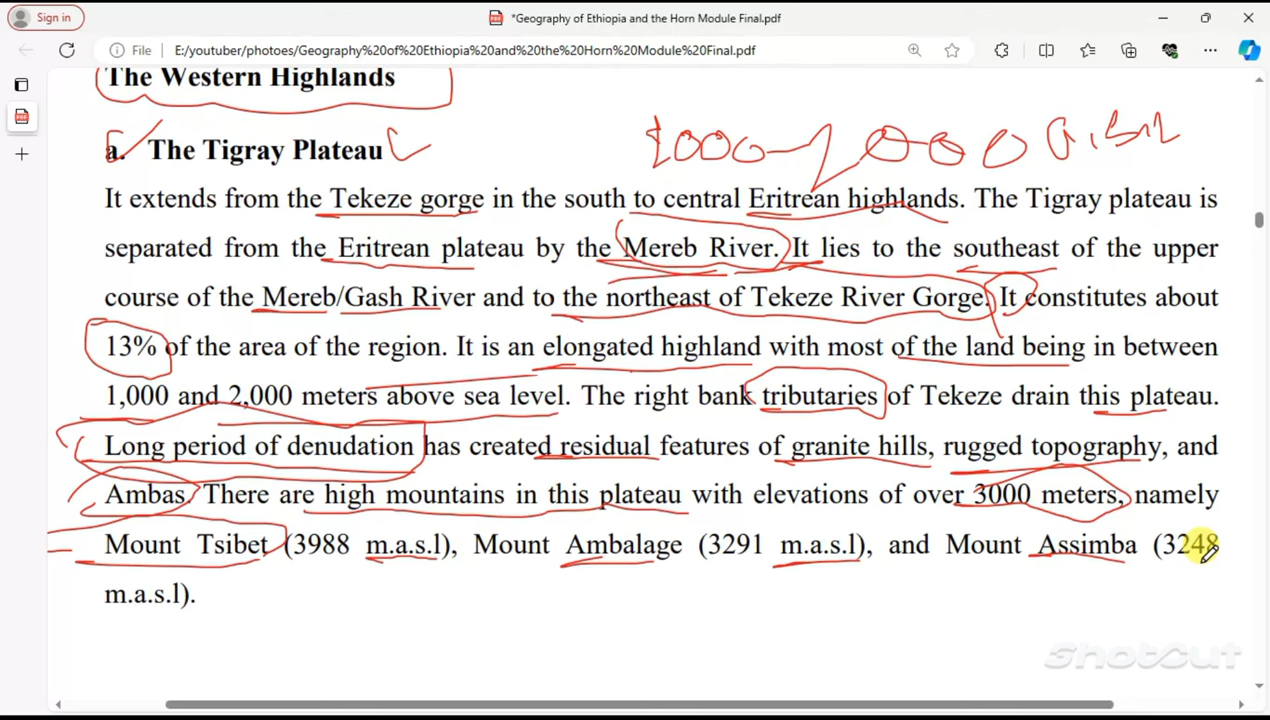 Sign in
*Geography of Ethiopia and the Horn Module Final.pdf
File
E:/youtuber/photoes/Geography%20of%20Ethiopia%20and%20the%20Horn%20Module%20Final.pdf
The Western Highlands
a. The Tigray Plateau
It extends from the Tekeze gorge in the south to central Eritrean highlands. The Tigray plateau is
separated from the Eritrean plateau by the Mereb River. It lies to the southeast of the upper
course of the Mereb/Gash River and to the northeast of Tekeze River Gorge. It constitutes about
13% of the area of the region. It is an elongated highland with most of the land being in between
1,000 and 2,000 meters above sea level. The right bank tributaries of Tekeze drain this plateau.
Long period of denudation has created residual features of granite hills, rugged topography, and
Ambas. There are high mountains in this plateau with elevations of over 3000 meters, namely
Mount Tsibet (3988 m.a.s.l), Mount Ambalage (3291 m.a.s.l), and Mount Assimba (3248
m.a.s.l).
ShotCut